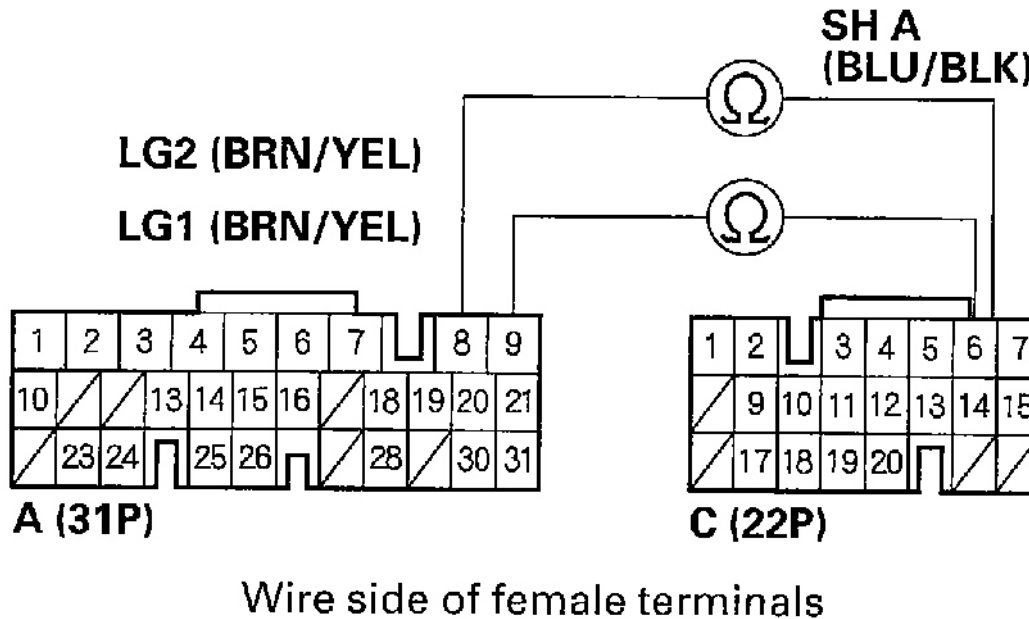 SH A
(BLU/BLK)
Ω
LG2 (BRN/YEL)
LG1 (BRN/YEL)
Ω
1 2 3 4 5 6 7 8 9
10 13 14 15 16 18 19 20 21
23 24 25 26 28 30 31
A (31P)
1 2 3 4 5 6 7
9 10 11 12 13 14 15
17 18 19 20
C (22P)
Wire side of female terminals